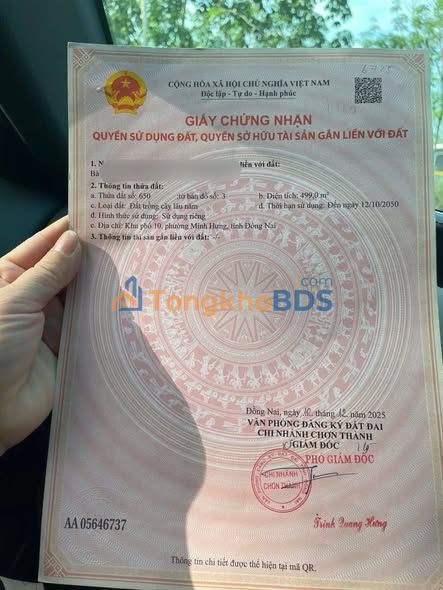 6725
CỘNG HÒA XÃ HỘI CHỦ NGHĨA VIỆT NAM
Độc lập - Tự do - Hạnh phúc
GIẤY CHỨNG NHẬN
QUYỀN SỬ DỤNG ĐẤT, QUYỀN SỞ HỮU TÀI SẢN GẮN LIỀN VỚI ĐẤT
1. N liền với đất:
Bà
2. Thông tin thửa đất:
a. Thửa đất số: 650 ;tờ bản đồ số: 3 b. Diện tích: 499,0 m²
c. Loại đất: Đất trồng cây lâu năm d. Thời hạn sử dụng: Đến ngày 12/10/2050
đ. Hình thức sử dụng: Sử dụng riêng
e. Địa chỉ: Khu phố 10, phường Minh Hưng, tỉnh Đồng Nai
3. Thông tin tài sản gắn liền với đất: -/-
TongkhoBDS.com
Đồng Nai, ngày tháng 12 năm 2025
VĂN PHÒNG ĐĂNG KÝ ĐẤT ĐAI
CHI NHÁNH CHƠN THÀNH
GIÁM ĐỐC
PHÓ GIÁM ĐỐC
CHI NHÁNH
CHƠN THÀNH
AA 05646737
Trịnh Quang Hưng
Thông tin chi tiết được thể hiện tại mã QR.